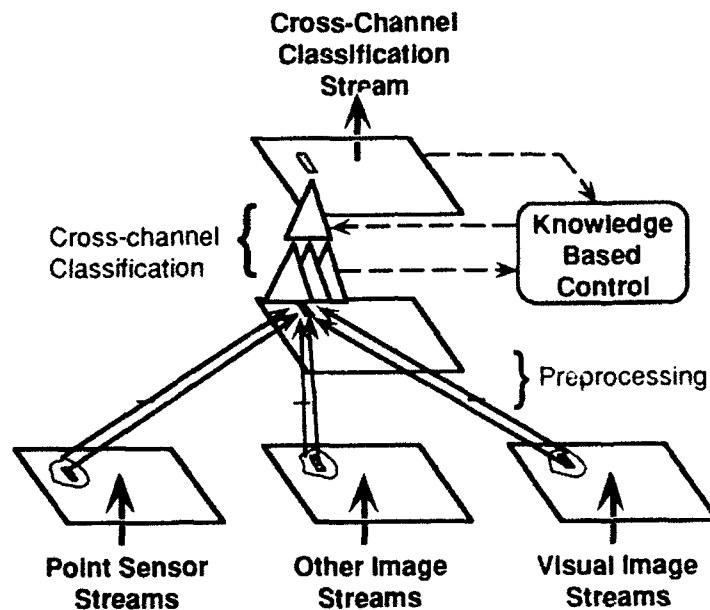 Cross-Channel
Classification
Stream
Cross-channel
Classification
Knowledge
Based
Control
Preprocessing
Point Sensor
Streams
Other Image
Streams
Visual Image
Streams